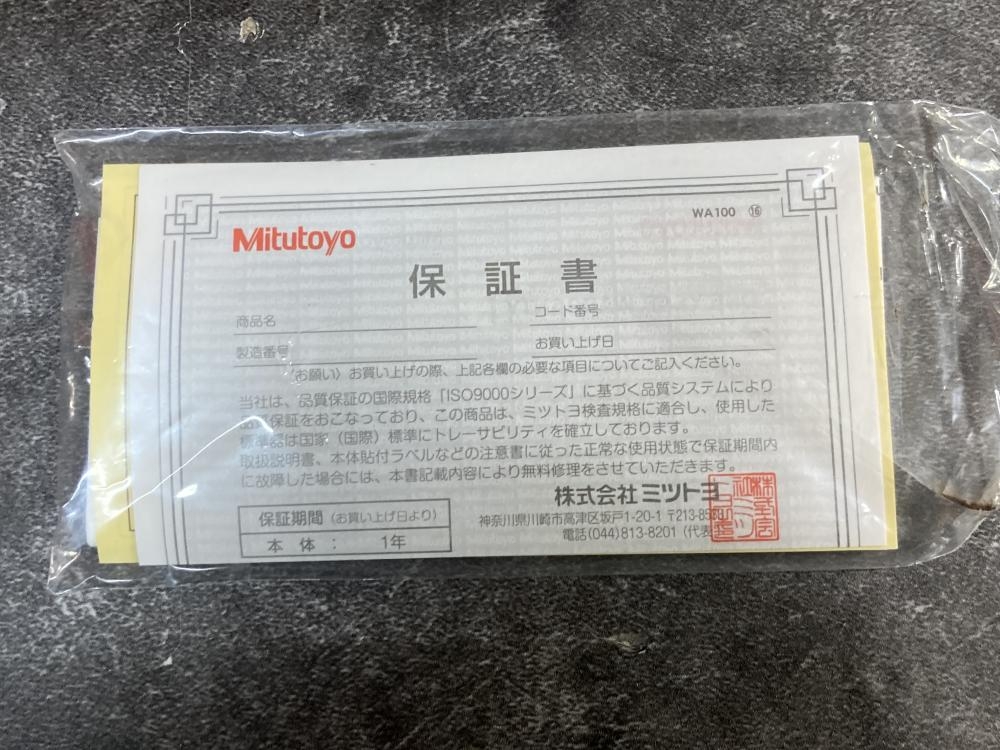 WA100 ⑯
Mitutoyo
保証書
商品名
コード番号
製造番号
お買い上げ日
〈お願い〉お買い上げの際、上記各欄の必要な項目についてご記入ください。
当社は、品質保証の国際規格「ISO9000シリーズ」に基づく品質システムにより
品質保証をおこなっており、この商品は、ミツトヨ検査規格に適合し、使用した
標準器は国家（国際）標準にトレーサビリティを確立しております。
取扱説明書、本体貼付ラベルなどの注意書に従った正常な使用状態で保証期間内
に故障した場合には、本書記載内容により無料修理をさせていただきます。
株式会社 ミツトヨ
神奈川県川崎市高津区坂戸1-20-1 〒213-8533
電話(044)813-8201 (代表)
保証期間（お買い上げ日より）
本体： 1年